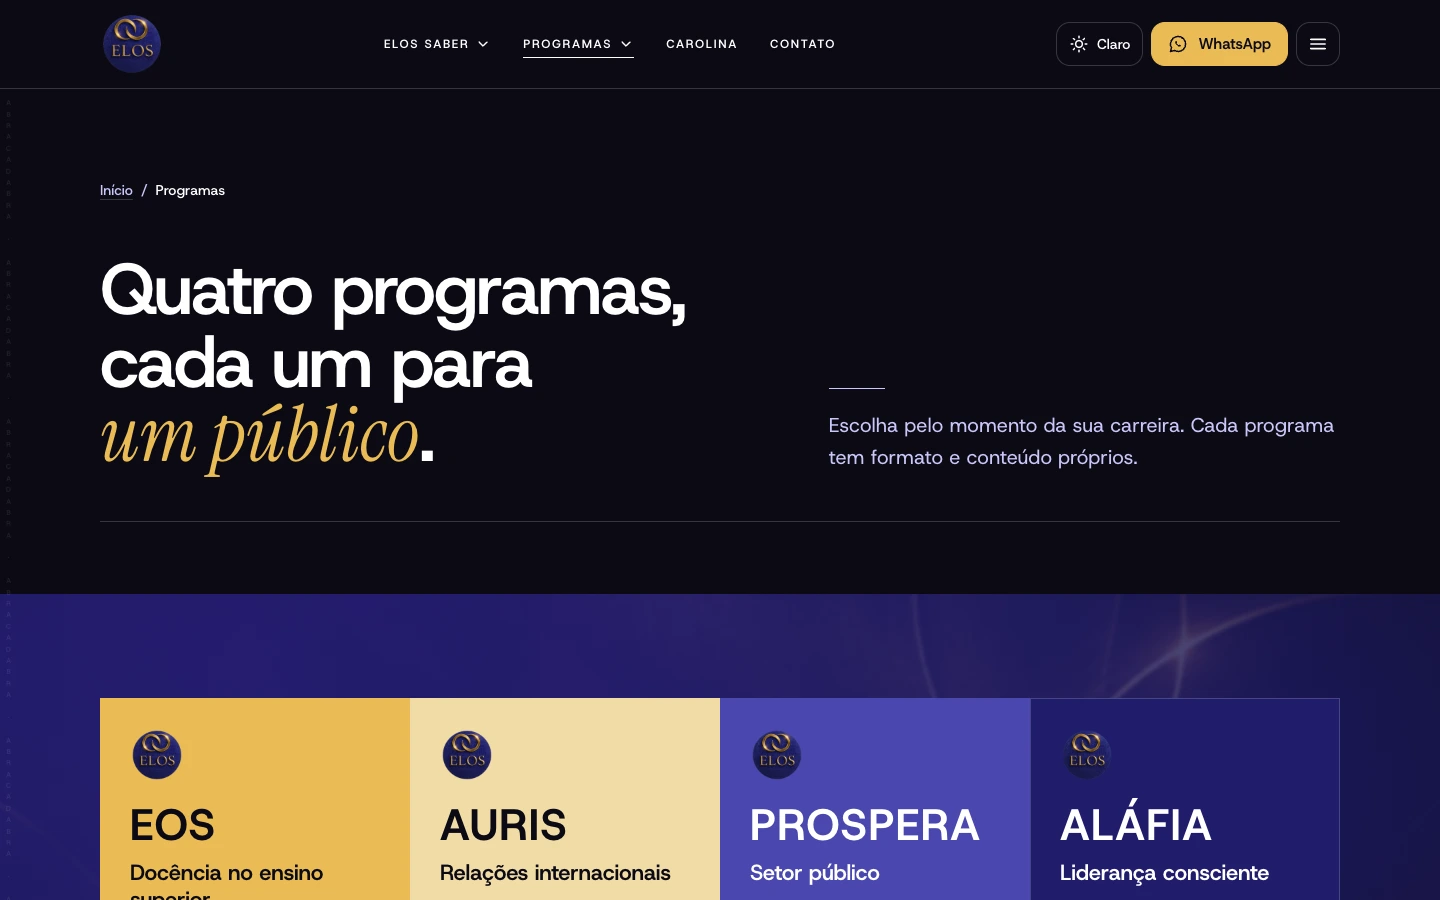 ELOS
ELOS SABER
PROGRAMAS
CAROLINA
CONTATO
Claro
WhatsApp
Início / Programas
Quatro programas,
cada um para
um público.
Escolha pelo momento da sua carreira. Cada programa
tem formato e conteúdo próprios.
ELOS
EOS
Docência no ensino
superior
ELOS
AURIS
Relações internacionais
ELOS
PROSPERA
Setor público
ELOS
ALÁFIA
Liderança consciente